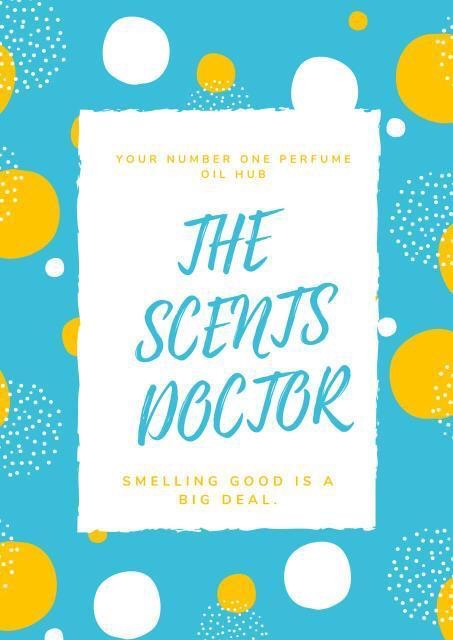 YOUR NUMBER ONE PERFUME
OIL HUB
THE
SCENTS
DOCTOR
SMELLING GOOD IS A
BIG DEAL.